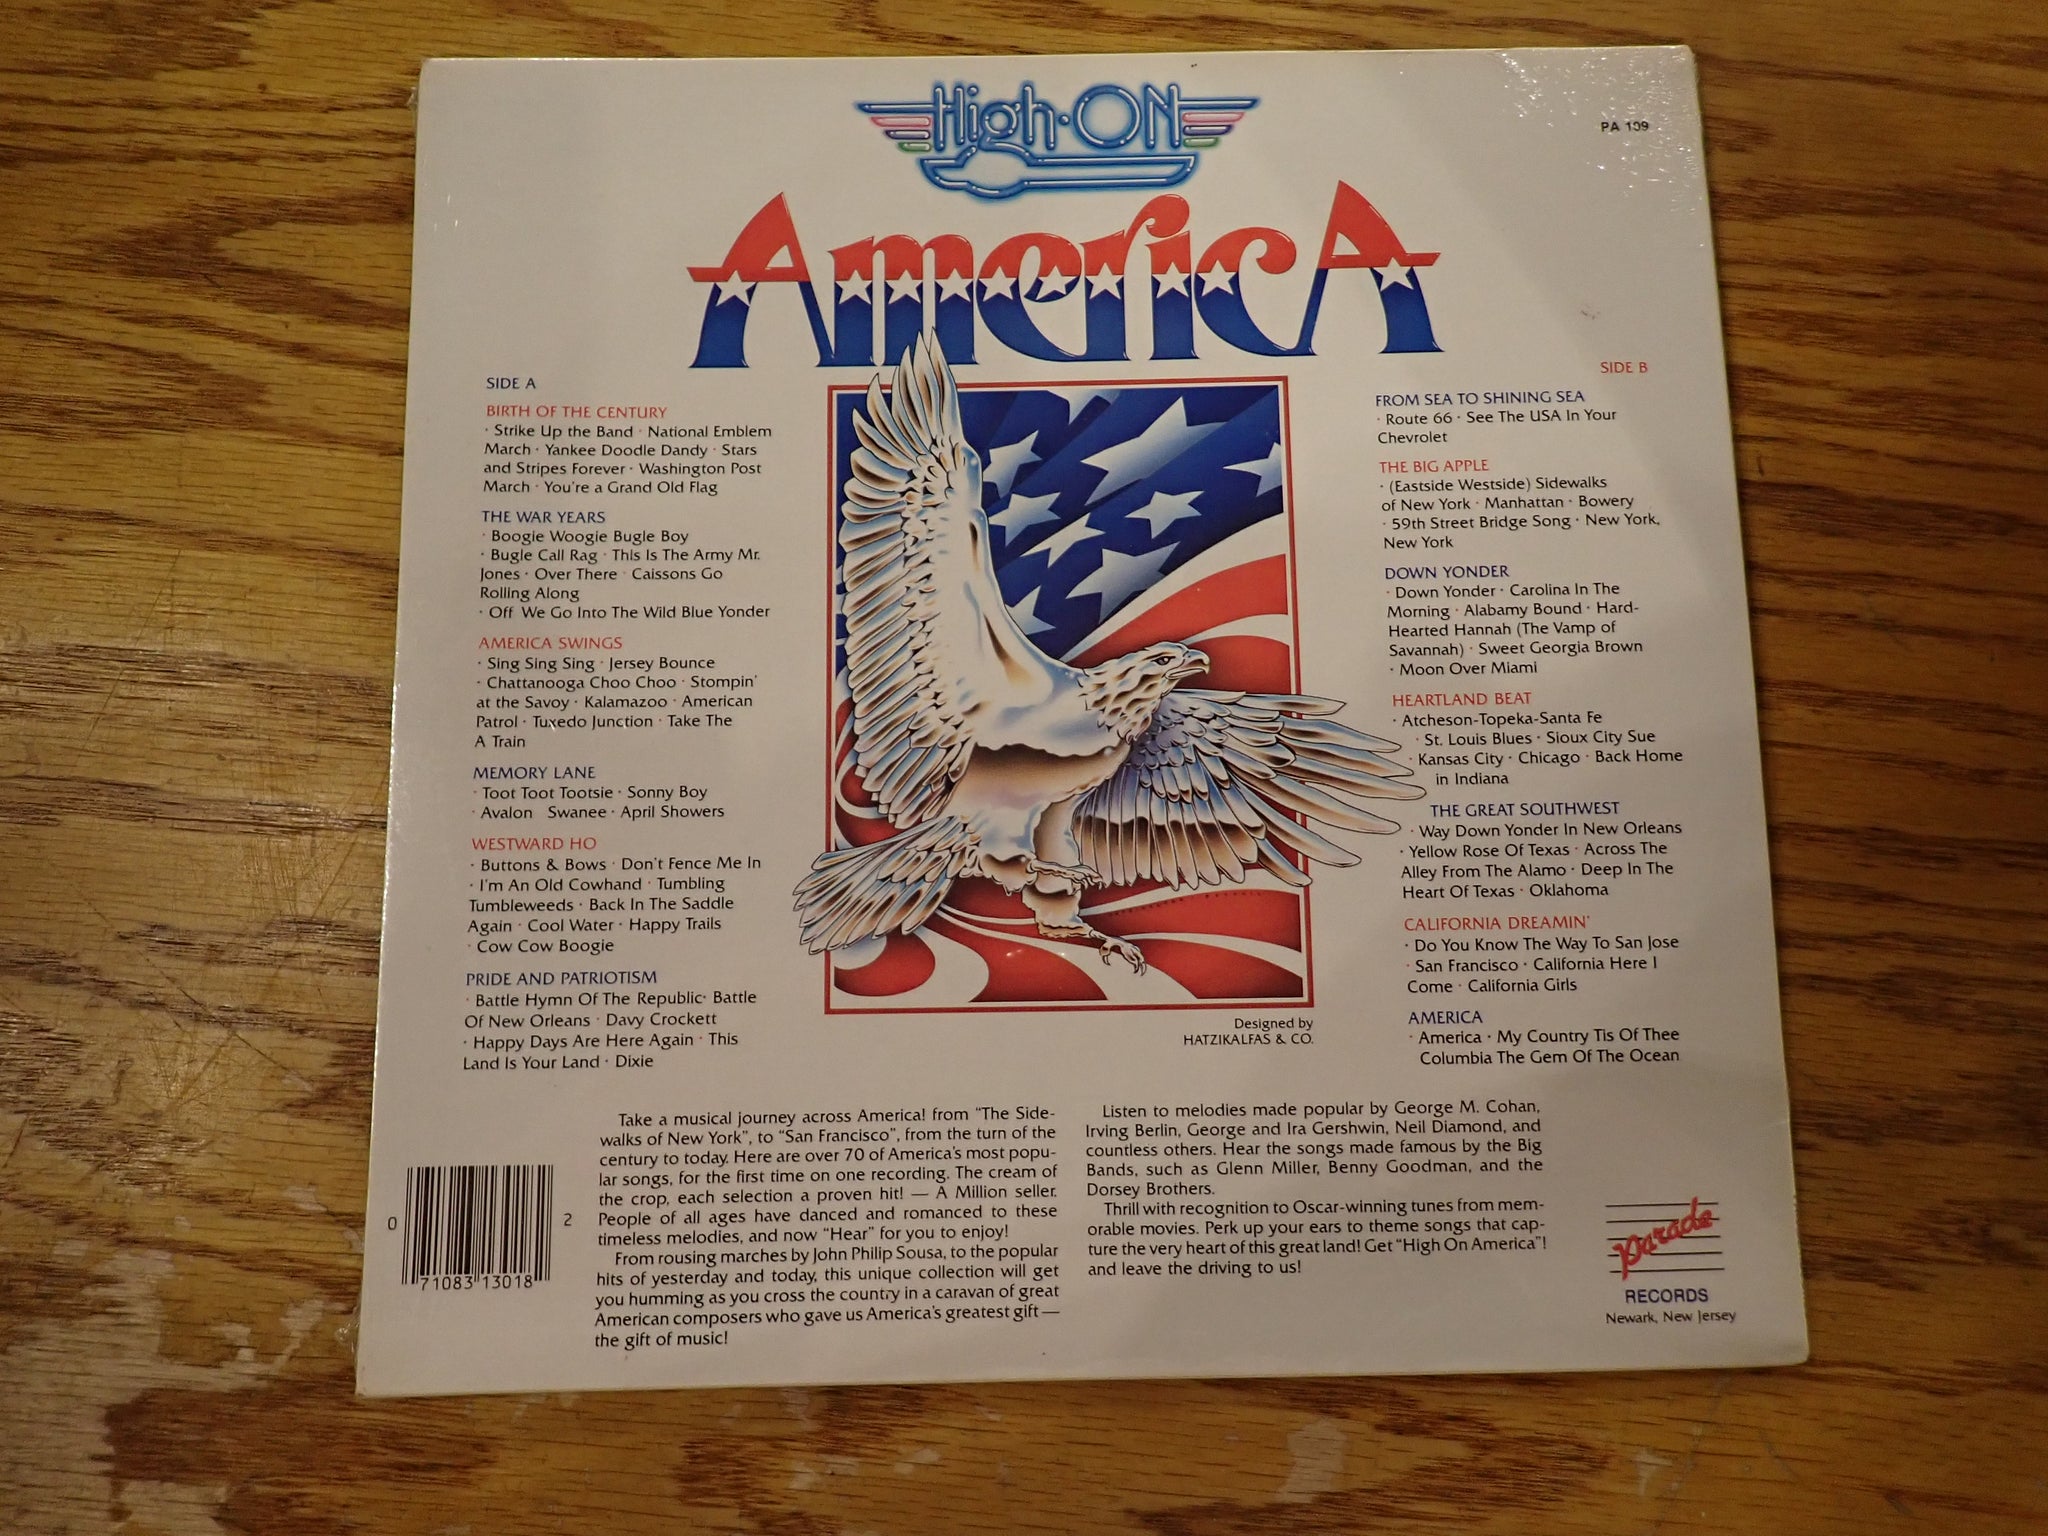 High·ON
PA 109
AmericA
SIDE A
BIRTH OF THE CENTURY
· Strike Up the Band · National Emblem
March · Yankee Doodle Dandy · Stars
and Stripes Forever · Washington Post
March · You're a Grand Old Flag
THE WAR YEARS
· Boogie Woogie Bugle Boy
· Bugle Call Rag · This Is The Army Mr.
Jones · Over There · Caissons Go
Rolling Along
· Off We Go Into The Wild Blue Yonder
AMERICA SWINGS
· Sing Sing Sing · Jersey Bounce
· Chattanooga Choo Choo · Stompin'
at the Savoy · Kalamazoo · American
Patrol · Tuxedo Junction · Take The
A Train
MEMORY LANE
· Toot Toot Tootsie · Sonny Boy
· Avalon Swanee · April Showers
WESTWARD HO
· Buttons & Bows · Don't Fence Me In
· I'm An Old Cowhand · Tumbling
Tumbleweeds · Back In The Saddle
Again · Cool Water · Happy Trails
· Cow Cow Boogie
PRIDE AND PATRIOTISM
· Battle Hymn Of The Republic · Battle
Of New Orleans · Davy Crockett
· Happy Days Are Here Again · This
Land Is Your Land · Dixie
SIDE B
FROM SEA TO SHINING SEA
· Route 66 · See The USA In Your
Chevrolet
THE BIG APPLE
· (Eastside Westside) Sidewalks
of New York · Manhattan · Bowery
· 59th Street Bridge Song · New York,
New York
DOWN YONDER
· Down Yonder · Carolina In The
Morning · Alabamy Bound · Hard-
Hearted Hannah (The Vamp of
Savannah) · Sweet Georgia Brown
· Moon Over Miami
HEARTLAND BEAT
· Atcheson-Topeka-Santa Fe
· St. Louis Blues · Sioux City Sue
· Kansas City · Chicago · Back Home
in Indiana
THE GREAT SOUTHWEST
· Way Down Yonder In New Orleans
· Yellow Rose Of Texas · Across The
Alley From The Alamo · Deep In The
Heart Of Texas · Oklahoma
CALIFORNIA DREAMIN'
· Do You Know The Way To San Jose
· San Francisco · California Here I
Come · California Girls
AMERICA
· America · My Country Tis Of Thee
Columbia The Gem Of The Ocean
Designed by
HATZIKALFAS & CO.
Take a musical journey across America! from "The Side-
walks of New York", to "San Francisco", from the turn of the
century to today. Here are over 70 of America's most popu-
lar songs, for the first time on one recording. The cream of
the crop, each selection a proven hit! — A Million seller.
People of all ages have danced and romanced to these
timeless melodies, and now "Hear" for you to enjoy!
From rousing marches by John Philip Sousa, to the popular
hits of yesterday and today, this unique collection will get
you humming as you cross the country in a caravan of great
American composers who gave us America's greatest gift —
the gift of music!
Listen to melodies made popular by George M. Cohan,
Irving Berlin, George and Ira Gershwin, Neil Diamond, and
countless others. Hear the songs made famous by the Big
Bands, such as Glenn Miller, Benny Goodman, and the
Dorsey Brothers.
Thrill with recognition to Oscar-winning tunes from mem-
orable movies. Perk up your ears to theme songs that cap-
ture the very heart of this great land! Get "High On America"!
and leave the driving to us!
0 71083 13018 2
Parade
RECORDS
Newark, New Jersey